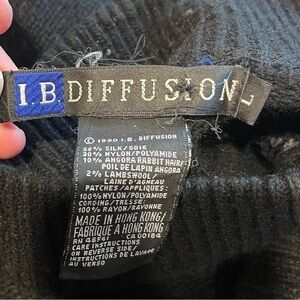 I.B. DIFFUSION L
© 1990 I.B. DIFFUSION
58% SILK/SOIE
30% NYLON/POLYAMIDE
10% ANGORA RABBIT HAIR/
POIL DE LAPIN ANGORA
2% LAMBSWOOL/
LAINE D'AGNEAU
PATCHES/APPLIQUES:
100% NYLON/POLYAMIDE
CORDING/TRESSE:
100% RAYON/RAYONNE
MADE IN HONG KONG/
FABRIQUÉ A HONG KONG/
RN CA
CARE INSTRUCTIONS
ON REVERSE SIDE/
INSTRUCTIONS DE LAVAGE
AU VERSO